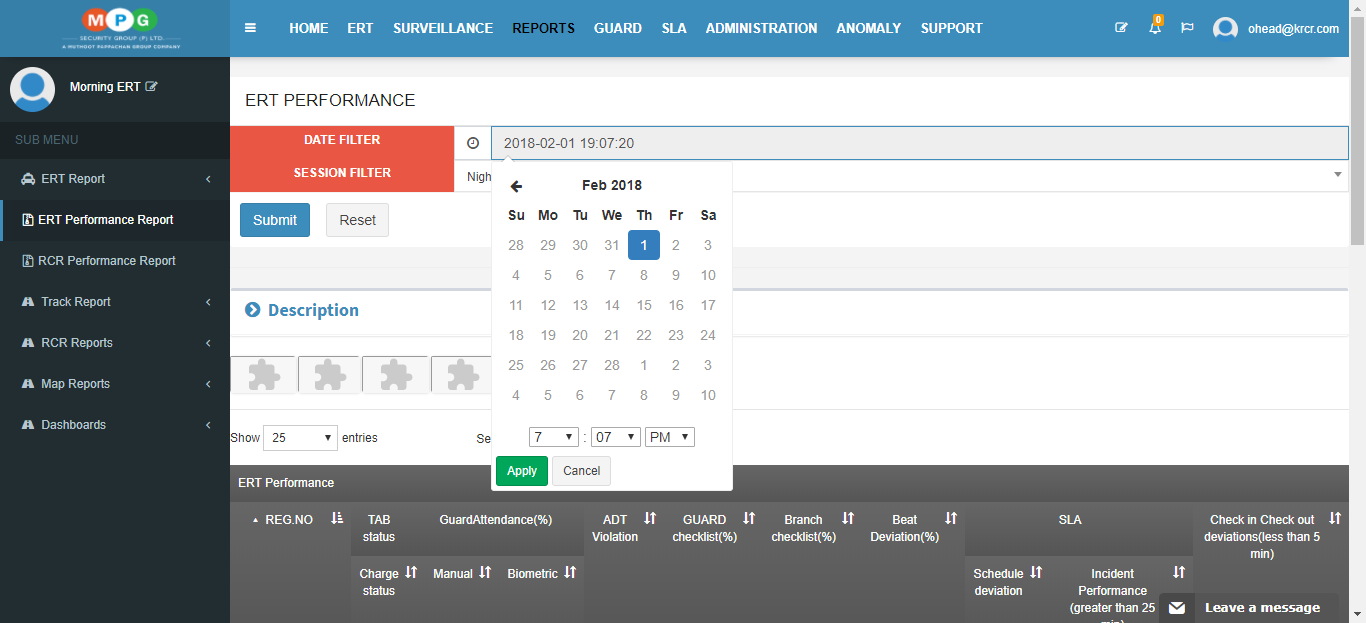 MPG
SECURITY GROUP (P) LTD.
A MUTHOOT PAPPACHAN GROUP COMPANY
HOME ERT SURVEILLANCE REPORTS GUARD SLA ADMINISTRATION ANOMALY SUPPORT
0
ohead@krcr.com
Morning ERT
SUB MENU
ERT Report
ERT Performance Report
RCR Performance Report
Track Report
RCR Reports
Map Reports
Dashboards
ERT PERFORMANCE
DATE FILTER
2018-02-01 19:07:20
SESSION FILTER
Nigh
Submit Reset
Feb 2018
Su Mo Tu We Th Fr Sa
28 29 30 31 1 2 3
4 5 6 7 8 9 10
11 12 13 14 15 16 17
18 19 20 21 22 23 24
25 26 27 28 1 2 3
4 5 6 7 8 9 10
7 : 07 PM
Apply Cancel
Description
Show 25 entries
Se
ERT Performance
REG.NO
TAB
status
GuardAttendance(%)
ADT
Violation
GUARD
checklist(%)
Branch
checklist(%)
Beat
Deviation(%)
SLA
Check in Check out
deviations(less than 5
min)
Charge
status
Manual
Biometric
Schedule
deviation
Incident
Performance
(greater than 25
min)
Leave a message